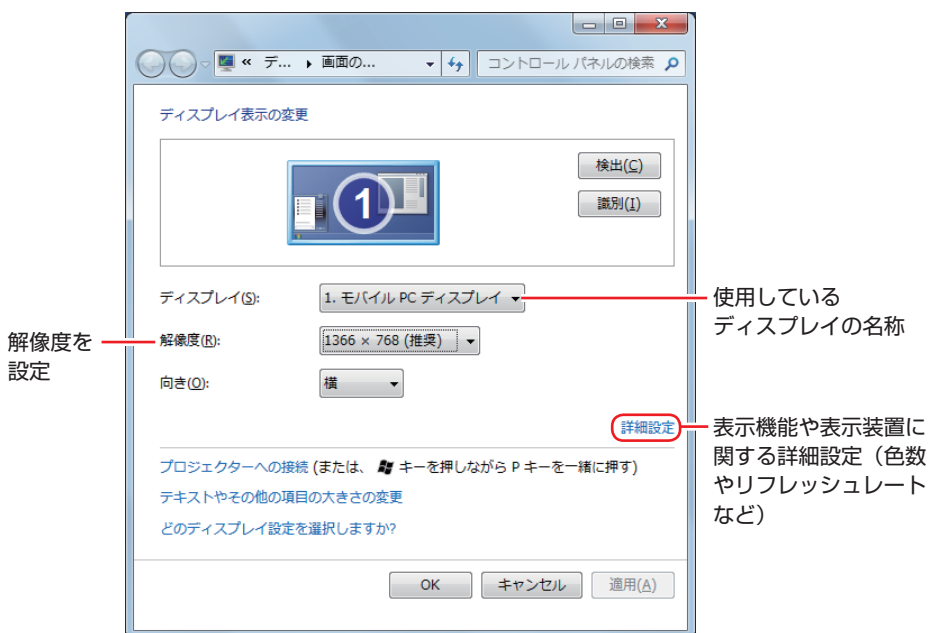 « デ... ▸ 画面の...
コントロール パネルの検索
ディスプレイ表示の変更
1
検出(C)
識別(I)
ディスプレイ(S):
1. モバイル PC ディスプレイ
使用している
ディスプレイの名称
解像度を
設定
解像度(R):
1366 × 768 (推奨)
向き(O):
横
詳細設定
表示機能や表示装置に
関する詳細設定（色数
やリフレッシュレート
など）
プロジェクターへの接続 (または、 キーを押しながら P キーを一緒に押す)
テキストやその他の項目の大きさの変更
どのディスプレイ設定を選択しますか?
OK
キャンセル
適用(A)